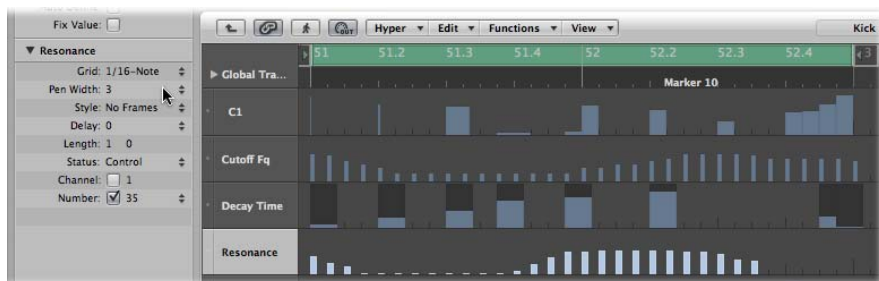 Fix Value:
Resonance
Grid: 1/16-Note
Pen Width: 3
Style: No Frames
Delay: 0
Length: 1 0
Status: Control
Channel: 1
Number: 35
OUT Hyper Edit Functions View Kick
51 51.2 51.3 51.4 52 52.2 52.3 52.4 3
Global Tra...
Marker 10
C1
Cutoff Fq
Decay Time
Resonance